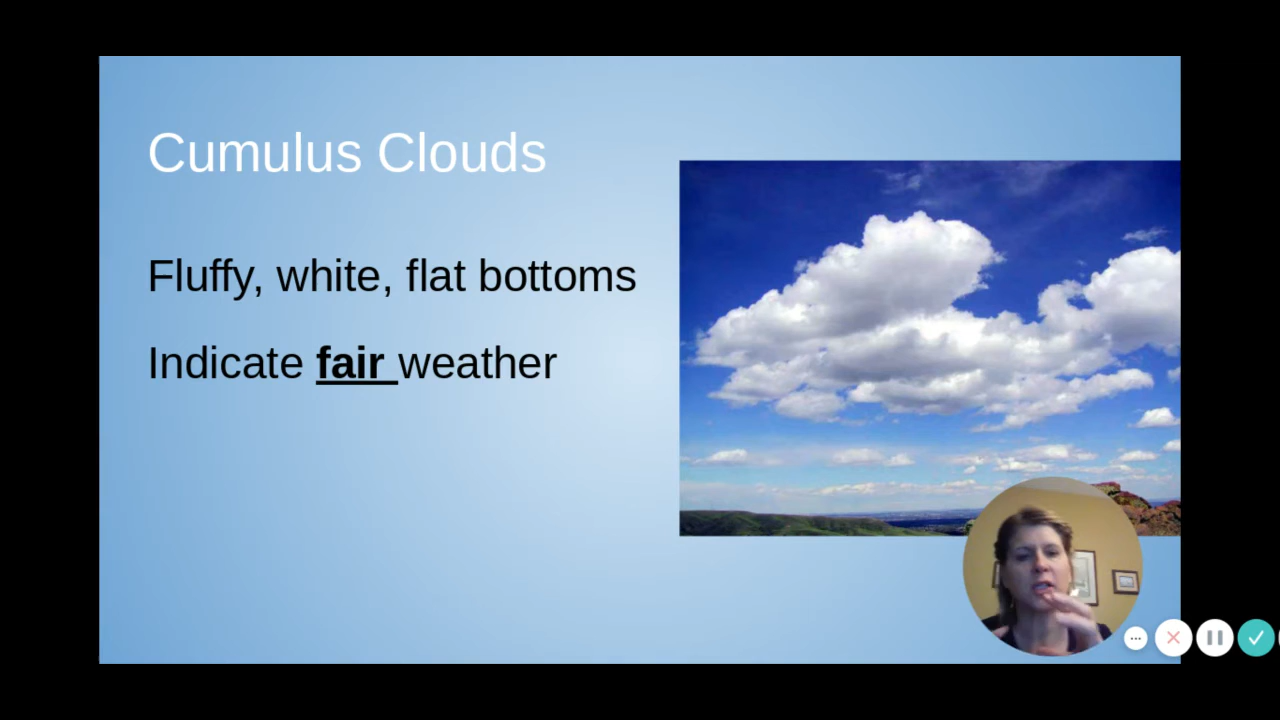 Cumulus Clouds
Fluffy, white, flat bottoms
Indicate fair weather